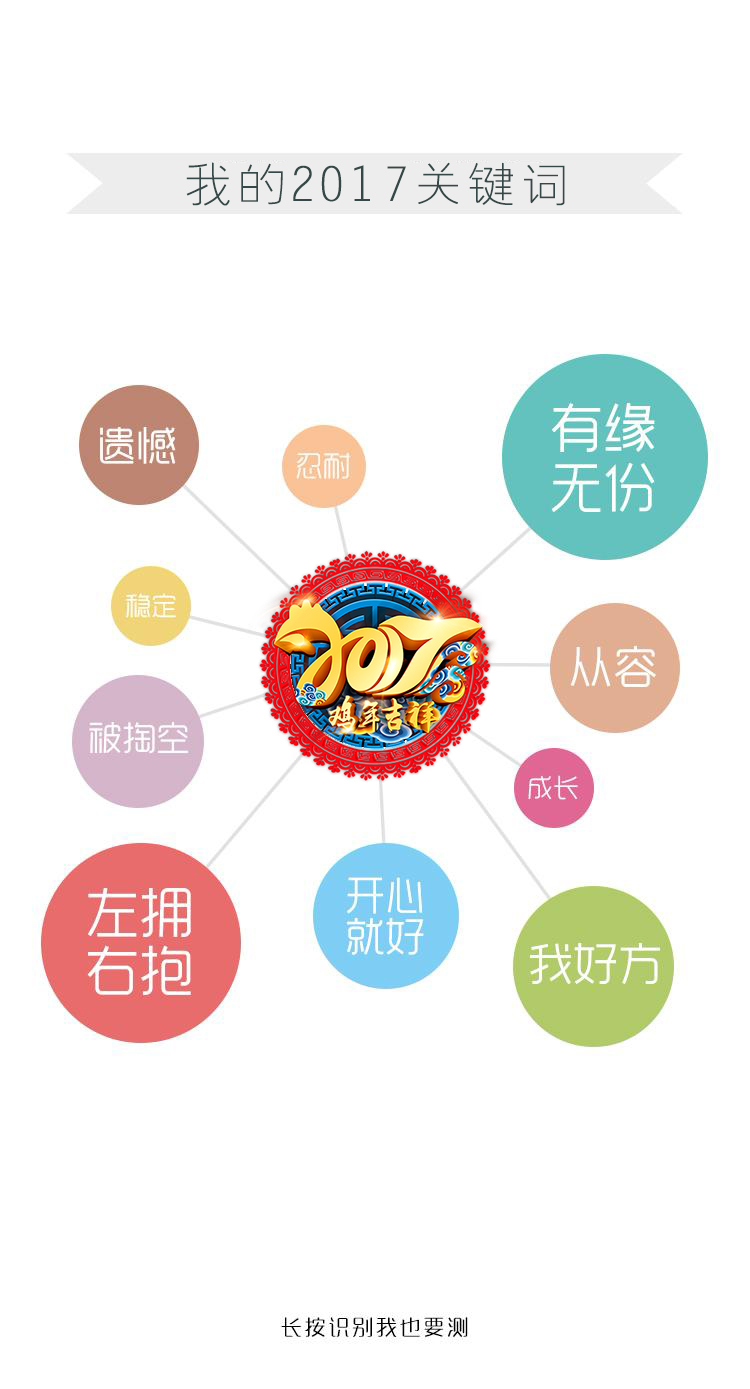 我的2017关键词
遗憾
忍耐
有缘
无份
稳定
从容
2017
鸡年吉祥
被掏空
成长
左拥
右抱
开心
就好
我好方
长按识别我也要测